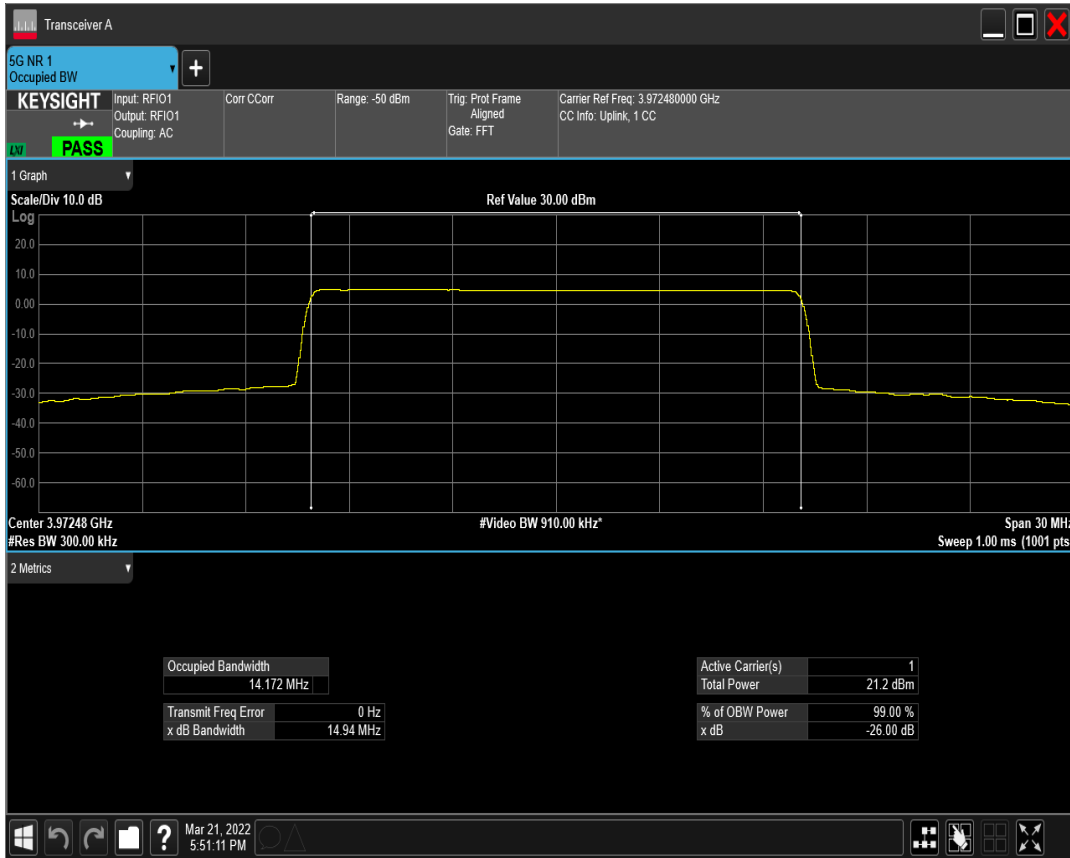 Transceiver A
5G NR 1
Occupied BW
+
KEYSIGHT
Input: RFIO1
Output: RFIO1
Coupling: AC
Corr CCorr
Range: -50 dBm
Trig: Prot Frame
Aligned
Gate: FFT
Carrier Ref Freq: 3.972480000 GHz
CC Info: Uplink, 1 CC
LXI
PASS
1 Graph
Scale/Div 10.0 dB
Ref Value 30.00 dBm
Log
20.0
10.0
0.00
-10.0
-20.0
-30.0
-40.0
-50.0
-60.0
Center 3.97248 GHz
#Video BW 910.00 kHz*
Span 30 MHz
#Res BW 300.00 kHz
Sweep 1.00 ms (1001 pts
2 Metrics
Occupied Bandwidth
14.172 MHz
Transmit Freq Error 0 Hz
x dB Bandwidth 14.94 MHz
Active Carrier(s) 1
Total Power 21.2 dBm
% of OBW Power 99.00 %
x dB -26.00 dB
?
Mar 21, 2022
5:51:11 PM